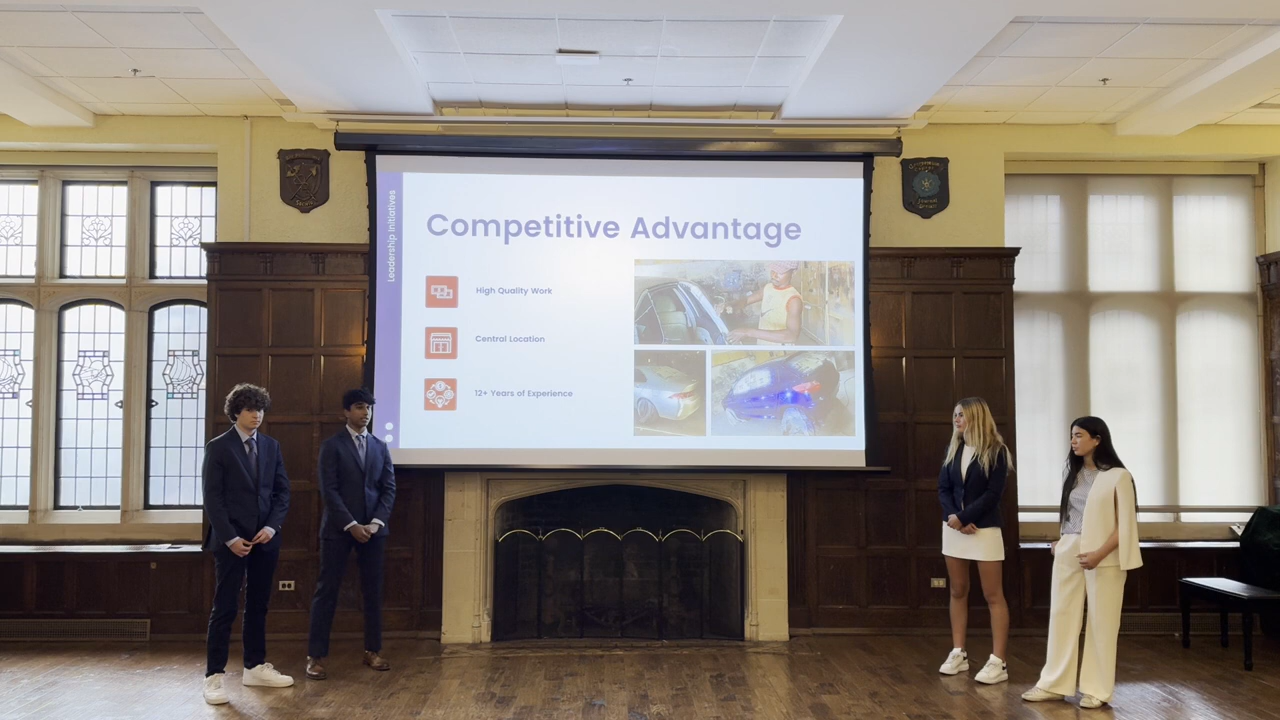 Leadership Initiatives
Competitive Advantage
High Quality Work
Central Location
12+ Years of Experience